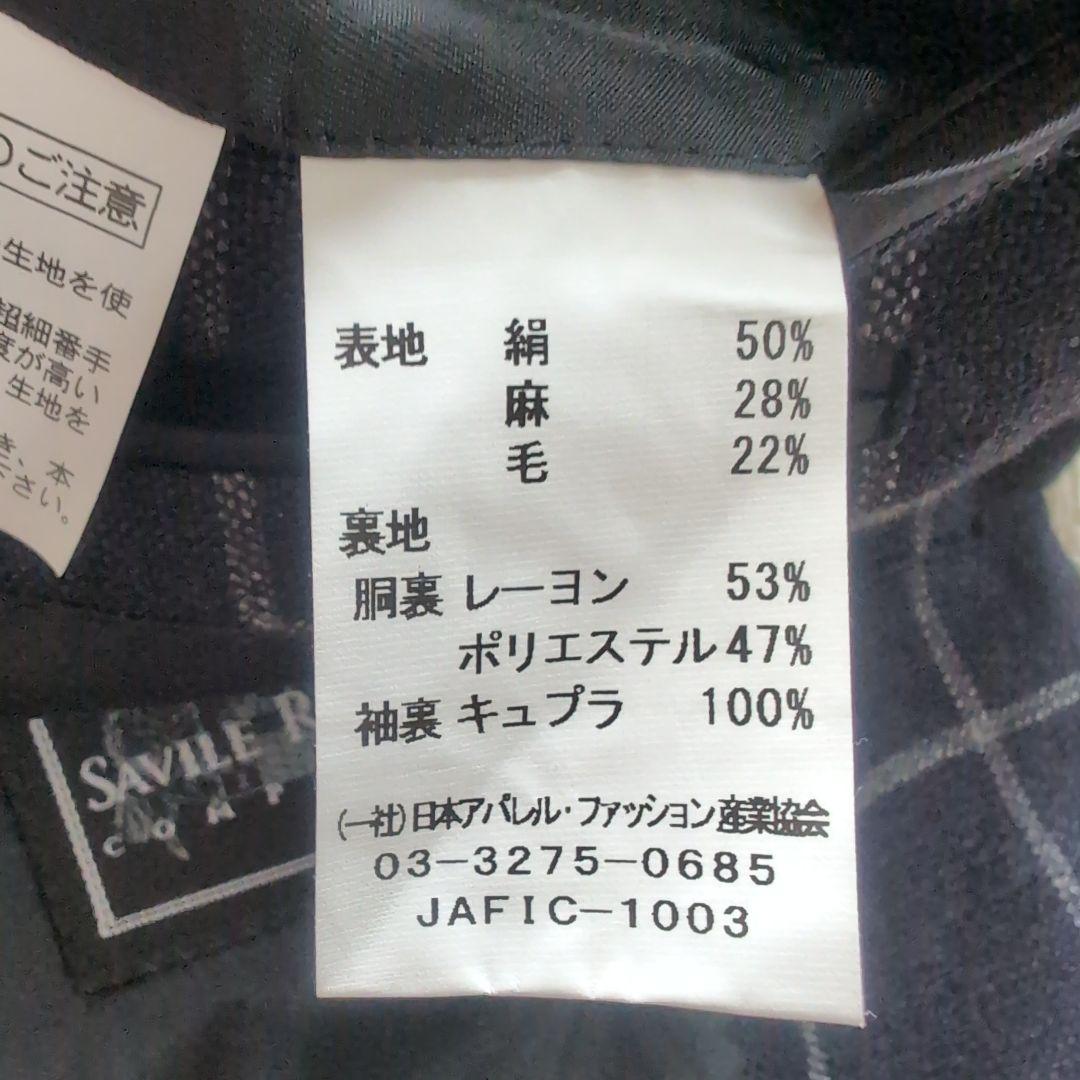 のご注意
生地を使
超細番手
度が高い
生地を
き、本
ださい。
表地 絹 50%
麻 28%
毛 22%
裏地
胴裏 レーヨン 53%
ポリエステル 47%
袖裏 キュプラ 100%
(一社)日本アパレル・ファッション産業協会
03-3275-0685
JAFIC-1003
SAVILE R
COMP